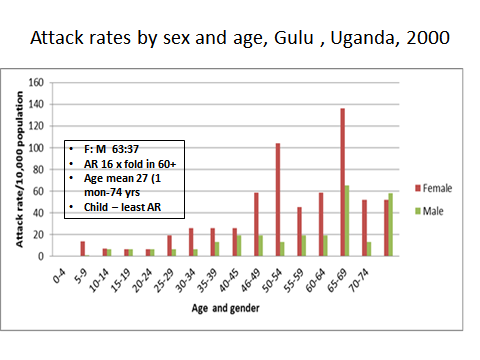 Attack rates by sex and age, Gulu , Uganda, 2000
Attack rate/10,000 population
160
140
120
100
80
60
40
20
0
• F: M 63:37
• AR 16 x fold in 60+
• Age mean 27 (1
mon-74 yrs
• Child – least AR
Female
Male
0-4
5-9
10-14
15-19
20-24
25-29
30-34
35-39
40-45
46-49
50-54
55-59
60-64
65-69
70-74
Age and gender